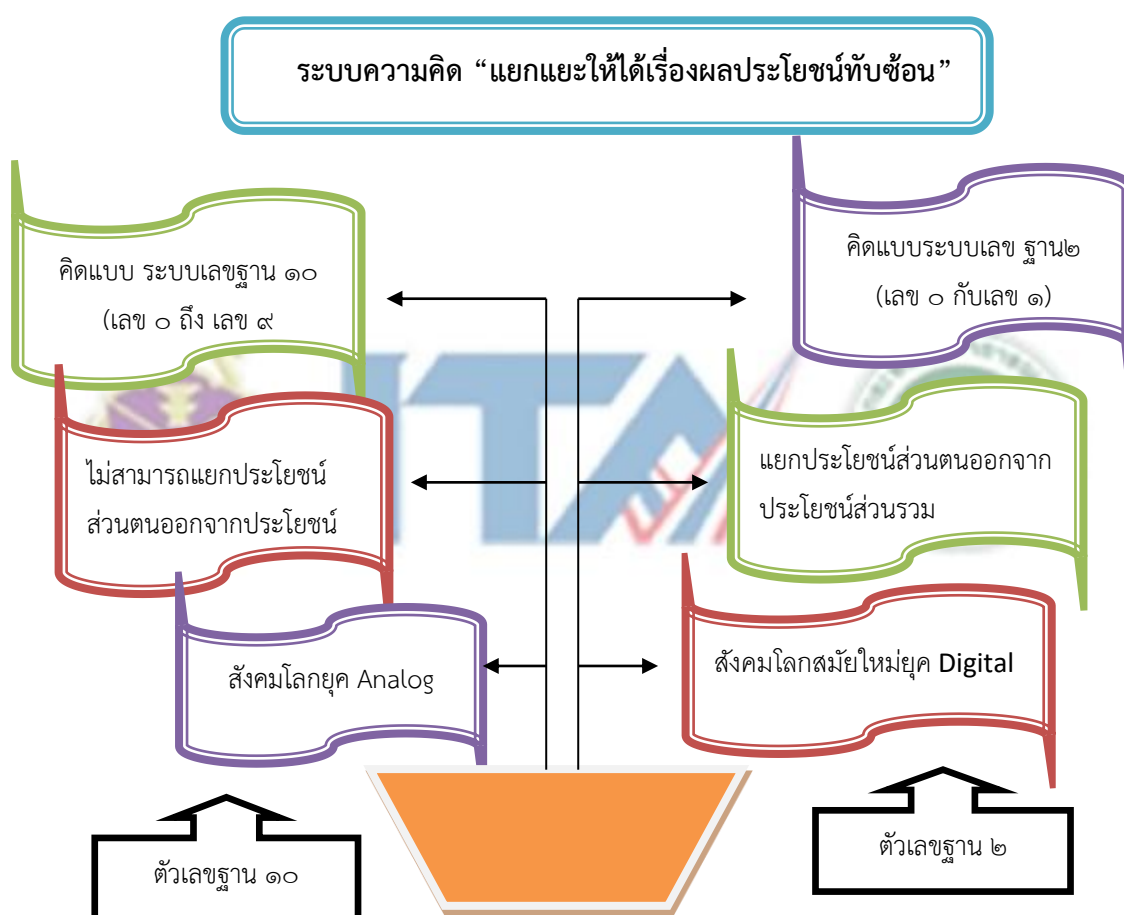 ระบบความคิด “แยกแยะให้ได้เรื่องผลประโยชน์ทับซ้อน”
คิดแบบ ระบบเลขฐาน ๑๐
(เลข ๐ ถึง เลข ๙
คิดแบบระบบเลข ฐาน๒
(เลข ๐ กับเลข ๑)
ไม่สามารถแยกประโยชน์
ส่วนตนออกจากประโยชน์
แยกประโยชน์ส่วนตนออกจาก
ประโยชน์ส่วนรวม
สังคมโลกยุค Analog
สังคมโลกสมัยใหม่ยุค Digital
ตัวเลขฐาน ๑๐
ตัวเลขฐาน ๒
ITA